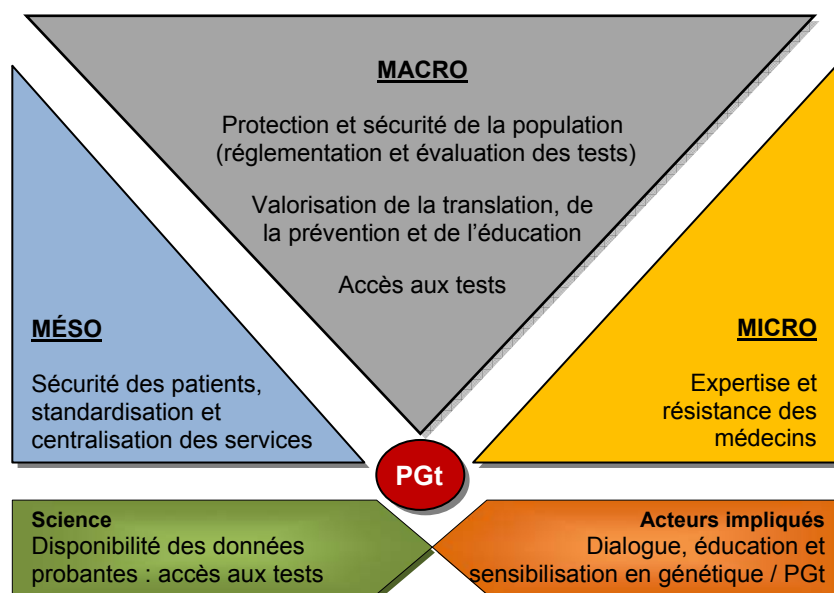 MACRO
Protection et sécurité de la population
(réglementation et évaluation des tests)
Valorisation de la translation, de
la prévention et de l’éducation
Accès aux tests
MÉSO
Sécurité des patients,
standardisation et
centralisation des services
MICRO
Expertise et
résistance des
médecins
PGt
Science
Disponibilité des données
probantes : accès aux tests
Acteurs impliqués
Dialogue, éducation et
sensibilisation en génétique / PGt